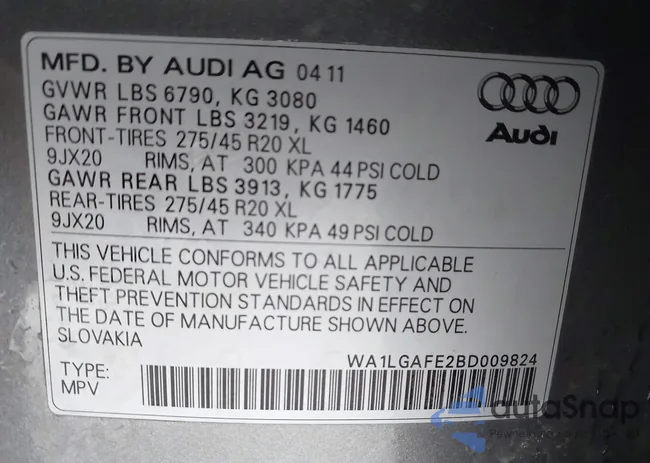 MFD. BY AUDI AG 04 11
GVWR LBS 6790, KG 3080
GAWR FRONT LBS 3219, KG 1460
FRONT-TIRES 275/45 R20 XL
9JX20 RIMS, AT 300 KPA 44 PSI COLD
GAWR REAR LBS 3913, KG 1775
REAR-TIRES 275/45 R20 XL
9JX20 RIMS, AT 340 KPA 49 PSI COLD
Audi
THIS VEHICLE CONFORMS TO ALL APPLICABLE
U.S. FEDERAL MOTOR VEHICLE SAFETY AND
THEFT PREVENTION STANDARDS IN EFFECT ON
THE DATE OF MANUFACTURE SHOWN ABOVE.
SLOVAKIA
WA1LGAFE2BD009824
TYPE:
MPV
autoSnap